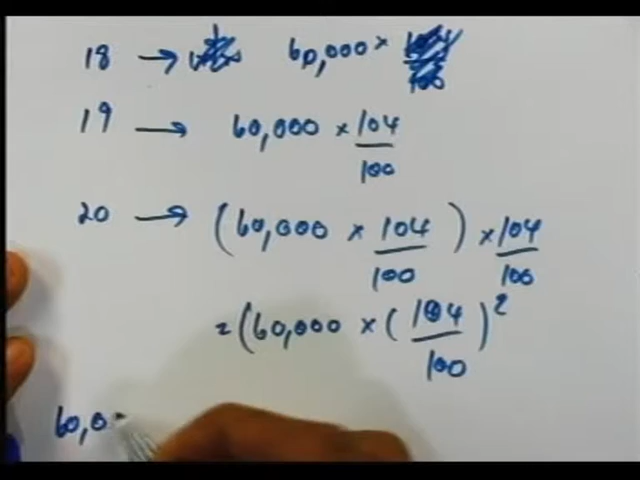 18 → 60,000 ×
19 → 60,000 × 104/100
20 → (60,000 × 104/100) × 104/100
= (60,000 × (104/100)²
60,0